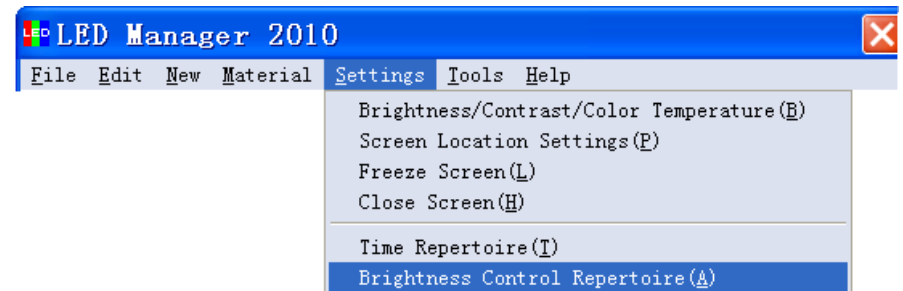 LED LED Manager 2010
File Edit New Material Settings Tools Help
Brightness/Contrast/Color Temperature(B)
Screen Location Settings(P)
Freeze Screen(L)
Close Screen(H)
Time Repertoire(T)
Brightness Control Repertoire(A)